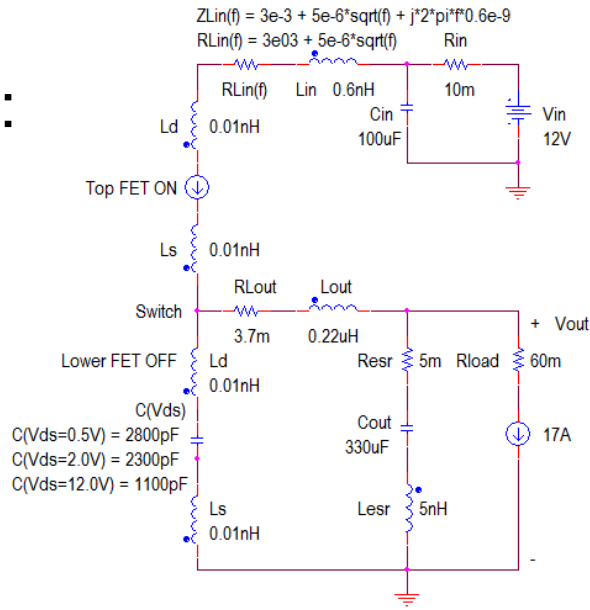 ZLin(f) = 3e-3 + 5e-6*sqrt(f) + j*2*pi*f*0.6e-9
RLin(f) = 3e03 + 5e-6*sqrt(f)
Rin
RLin(f)
Lin
0.6nH
10m
Cin
100uF
Vin
12V
Ld
0.01nH
Top FET ON
Ls
0.01nH
RLout
Lout
Switch
3.7m
0.22uH
+ Vout
Lower FET OFF
Ld
0.01nH
Resr
5m
Rload
60m
C(Vds)
C(Vds=0.5V) = 2800pF
C(Vds=2.0V) = 2300pF
C(Vds=12.0V) = 1100pF
Cout
330uF
17A
Ls
0.01nH
Lesr
5nH
-